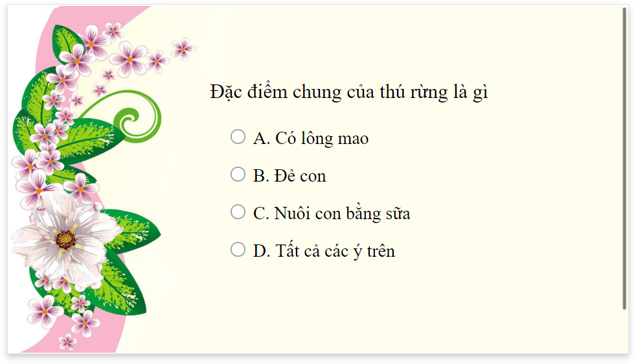 Đặc điểm chung của thú rừng là gì
A. Có lông mao
B. Đẻ con
C. Nuôi con bằng sữa
D. Tất cả các ý trên